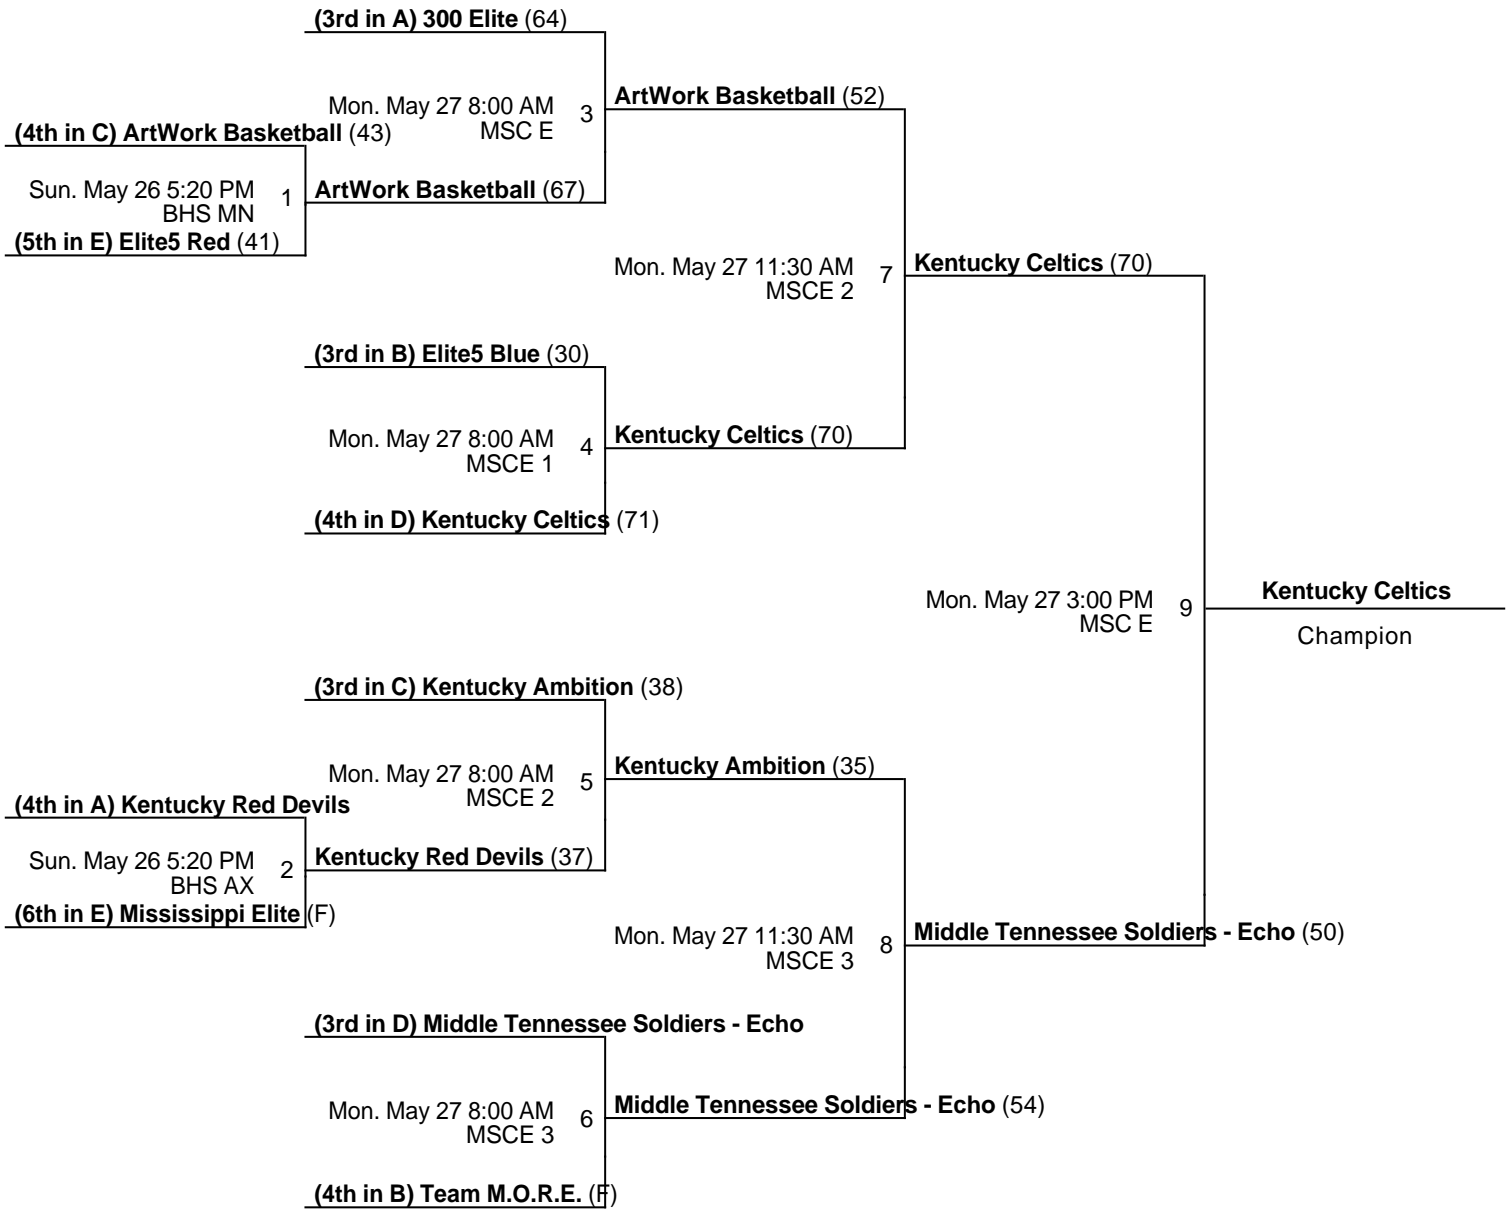 (3rd in A) 300 Elite (64)
Mon. May 27 8:00 AM 3
MSC E
ArtWork Basketball (52)
(4th in C) ArtWork Basketball (43)
Sun. May 26 5:20 PM 1
BHS MN
ArtWork Basketball (67)
(5th in E) Elite5 Red (41)
Mon. May 27 11:30 AM 7
MSCE 2
Kentucky Celtics (70)
(3rd in B) Elite5 Blue (30)
Mon. May 27 8:00 AM 4
MSCE 1
Kentucky Celtics (70)
(4th in D) Kentucky Celtics (71)
Mon. May 27 3:00 PM 9
MSC E
Kentucky Celtics
Champion
(3rd in C) Kentucky Ambition (38)
Mon. May 27 8:00 AM 5
MSCE 2
Kentucky Ambition (35)
(4th in A) Kentucky Red Devils
Sun. May 26 5:20 PM 2
BHS AX
Kentucky Red Devils (37)
(6th in E) Mississippi Elite (F)
Mon. May 27 11:30 AM 8
MSCE 3
Middle Tennessee Soldiers - Echo (50)
(3rd in D) Middle Tennessee Soldiers - Echo
Mon. May 27 8:00 AM 6
MSCE 3
Middle Tennessee Soldiers - Echo (54)
(4th in B) Team M.O.R.E. (F)